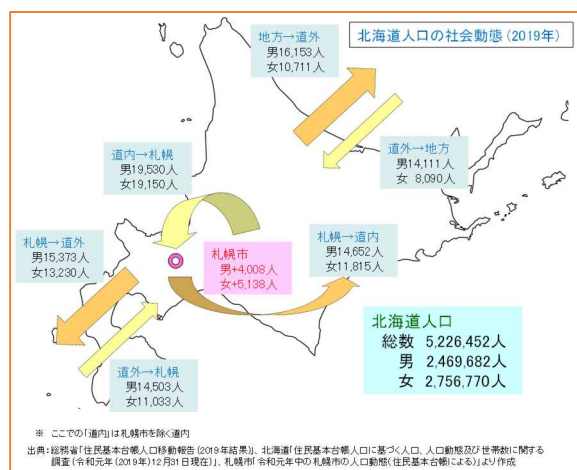 北海道人口の社会動態(2019年)
地方→道外
男16,153人
女10,711人
道外→地方
男14,111人
女 8,090人
道内→札幌
男19,530人
女19,150人
札幌→道外
男15,373人
女13,230人
札幌市
男+4,008人
女+5,138人
札幌→道内
男14,652人
女11,815人
道外→札幌
男14,503人
女11,033人
北海道人口
総数 5,226,452人
男 2,469,682人
女 2,756,770人
※ ここでの「道内」は札幌市を除く道内
出典:総務省「住民基本台帳人口移動報告(2019年結果)」、北海道「住民基本台帳人口に基づく人口、人口動態及び世帯数に関する
調査(令和元年(2019年)12月31日現在)」、札幌市「令和元年中の札幌市の人口動態(住民基本台帳による)」より作成